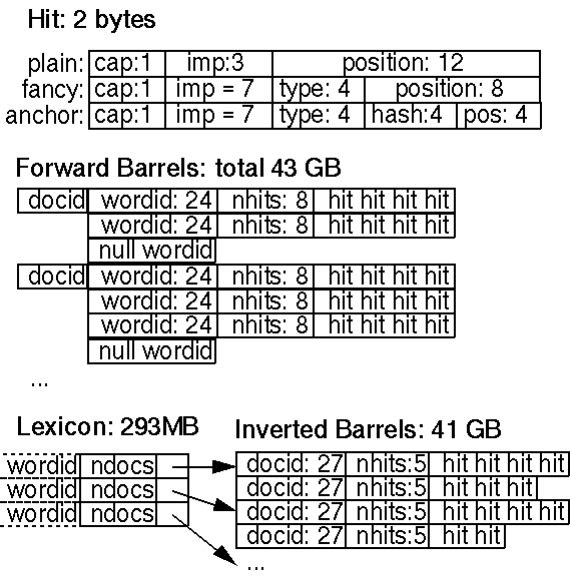 Hit: 2 bytes
plain: cap:1 imp:3 position: 12
fancy: cap:1 imp = 7 type: 4 position: 8
anchor: cap:1 imp = 7 type: 4 hash:4 pos: 4
Forward Barrels: total 43 GB
docid wordid: 24 nhits: 8 hit hit hit hit
wordid: 24 nhits: 8 hit hit hit hit
null wordid
docid wordid: 24 nhits: 8 hit hit hit hit
wordid: 24 nhits: 8 hit hit hit hit
wordid: 24 nhits: 8 hit hit hit hit
null wordid
...
Lexicon: 293MB
wordid ndocs
wordid ndocs
wordid ndocs
Inverted Barrels: 41 GB
docid: 27 nhits:5 hit hit hit hit
docid: 27 nhits:5 hit hit hit
docid: 27 nhits:5 hit hit hit hit
docid: 27 nhits:5 hit hit
...